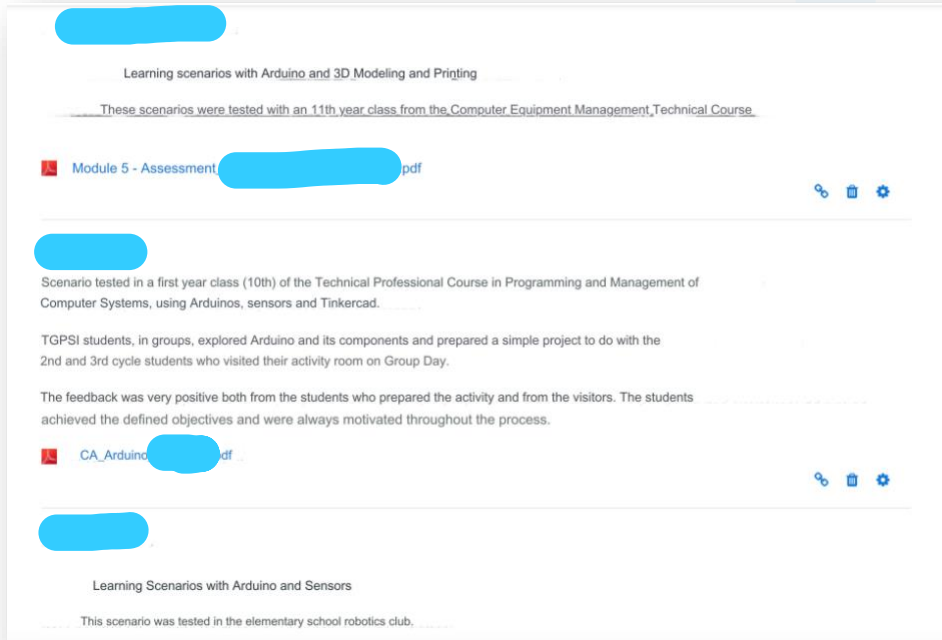 Learning scenarios with Arduino and 3D Modeling and Printing
These scenarios were tested with an 11th year class from the Computer Equipment Management Technical Course
Module 5 - Assessment pdf
Scenario tested in a first year class (10th) of the Technical Professional Course in Programming and Management of
Computer Systems, using Arduinos, sensors and Tinkercad.
TGPSI students, in groups, explored Arduino and its components and prepared a simple project to do with the
2nd and 3rd cycle students who visited their activity room on Group Day.
The feedback was very positive both from the students who prepared the activity and from the visitors. The students
achieved the defined objectives and were always motivated throughout the process.
CA_Arduino df
Learning Scenarios with Arduino and Sensors
This scenario was tested in the elementary school robotics club.